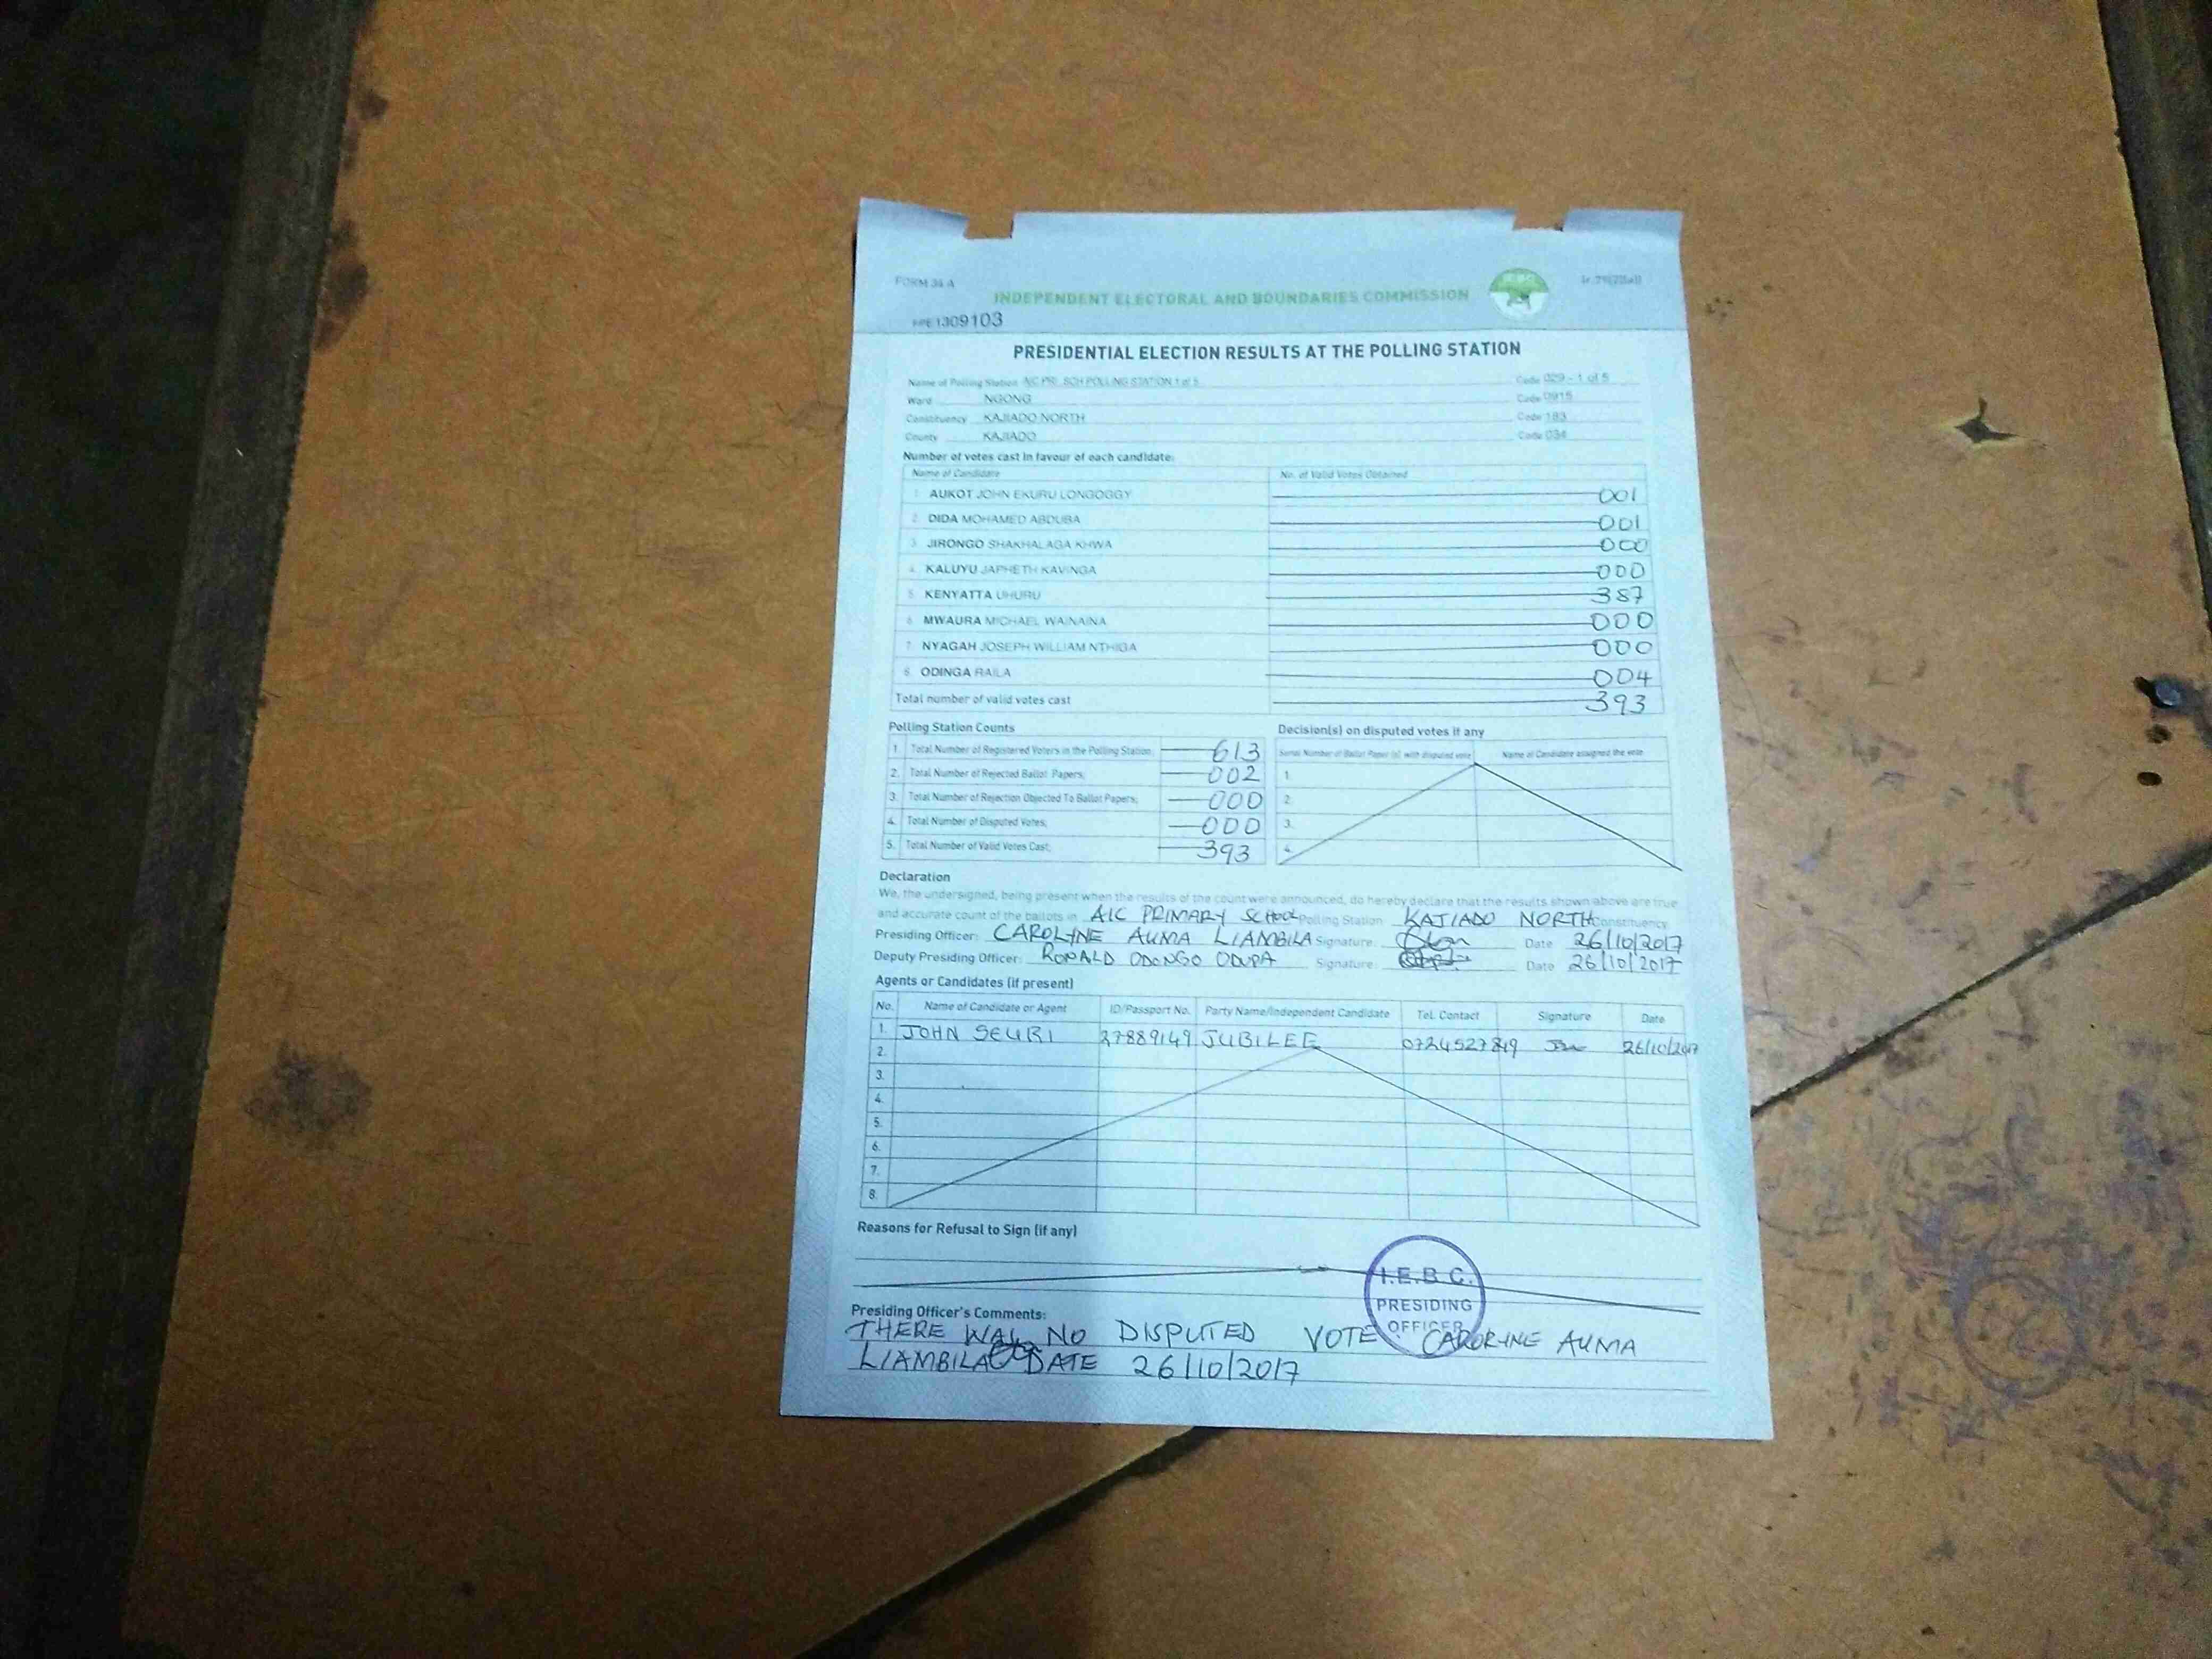 FORM 34 A
INDEPENDENT ELECTORAL AND BOUNDARIES COMMISSION
1309103
PRESIDENTIAL ELECTION RESULTS AT THE POLLING STATION
Name of Polling Station AIC PRI. SCH POLLING STATION 1 of 5 Code 029 - 1 of 5
Ward NGONG Code 0915
Constituency KAJIADO NORTH Code 183
County KAJIADO Code 034
Number of votes cast in favour of each candidate:
Name of Candidate No. of Valid Votes Obtained
1 AUKOT JOHN EKURU LONGOGGY 001
2 DIDA MOHAMED ABDUBA 001
3 JIRONGO SHAKHALAGA KHWA 000
4 KALUYU JAPHETH KAVINGA 000
5 KENYATTA UHURU 387
6 MWAURA MICHAEL WAINAINA 000
7 NYAGAH JOSEPH WILLIAM NTHIGA 000
8 ODINGA RAILA 004
Total number of valid votes cast 393
Polling Station Counts
1. Total Number of Registered Voters in the Polling Station; 613
2. Total Number of Rejected Ballot Papers; 002
3. Total Number of Rejection Objected To Ballot Papers; 000
4. Total Number of Disputed Votes; 000
5. Total Number of Valid Votes Cast; 393
Decision(s) on disputed votes if any
Serial Number of Ballot Paper (s) with disputed vote Name of Candidate assigned the vote
1.
2.
3.
4.
Declaration
We, the undersigned, being present when the results of the count were announced, do hereby declare that the results shown above are true
and accurate count of the ballots in AIC PRIMARY SCHOOL Polling Station KAJIADO NORTH Constituency
Presiding Officer: CAROLYNE AUMA LIAMBILA Signature: Date 26/10/2017
Deputy Presiding Officer: RONALD ODONGO ODUPA Signature: Date 26/10/2017
Agents or Candidates (if present)
No. Name of Candidate or Agent ID/Passport No. Party Name/Independent Candidate Tel. Contact Signature Date
1. JOHN SEURI 27889149 JUBILEE 0724527849 26/10/2017
2.
3.
4.
5.
6.
7.
8.
Reasons for Refusal to Sign (if any)
I.E.B.C.
PRESIDING
OFFICER
Presiding Officer's Comments:
THERE WAS NO DISPUTED VOTE CARORYNE AUMA
LIAMBILA DATE 26/10/2017